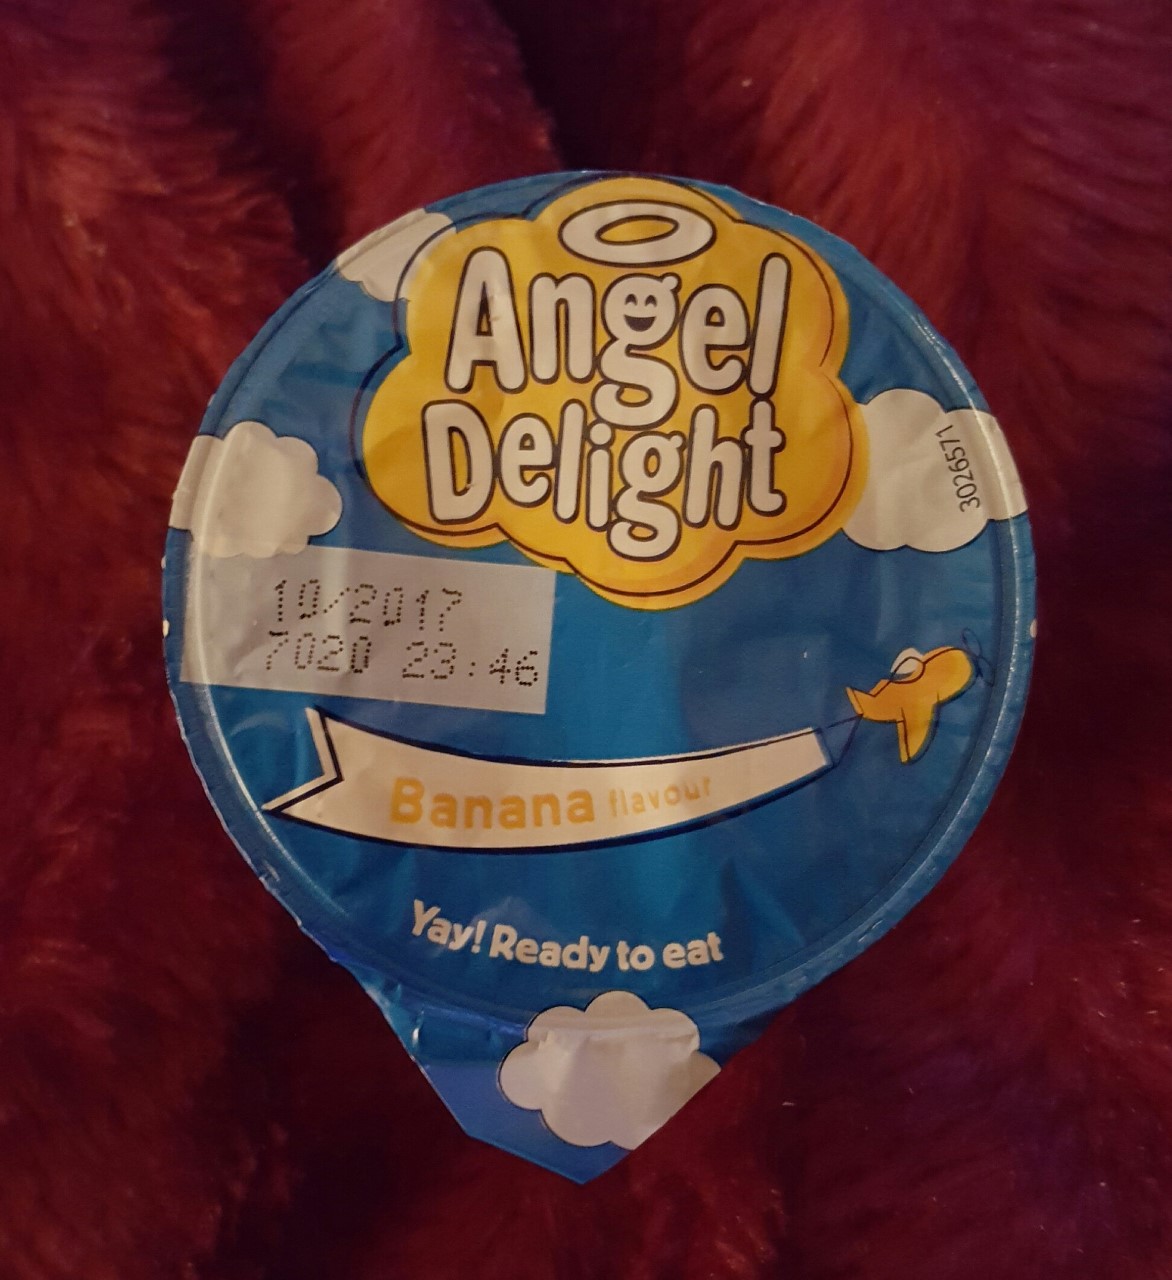 Angel
Delight
3026571
10/2017
7020 23:46
Banana flavour
Yay! Ready to eat